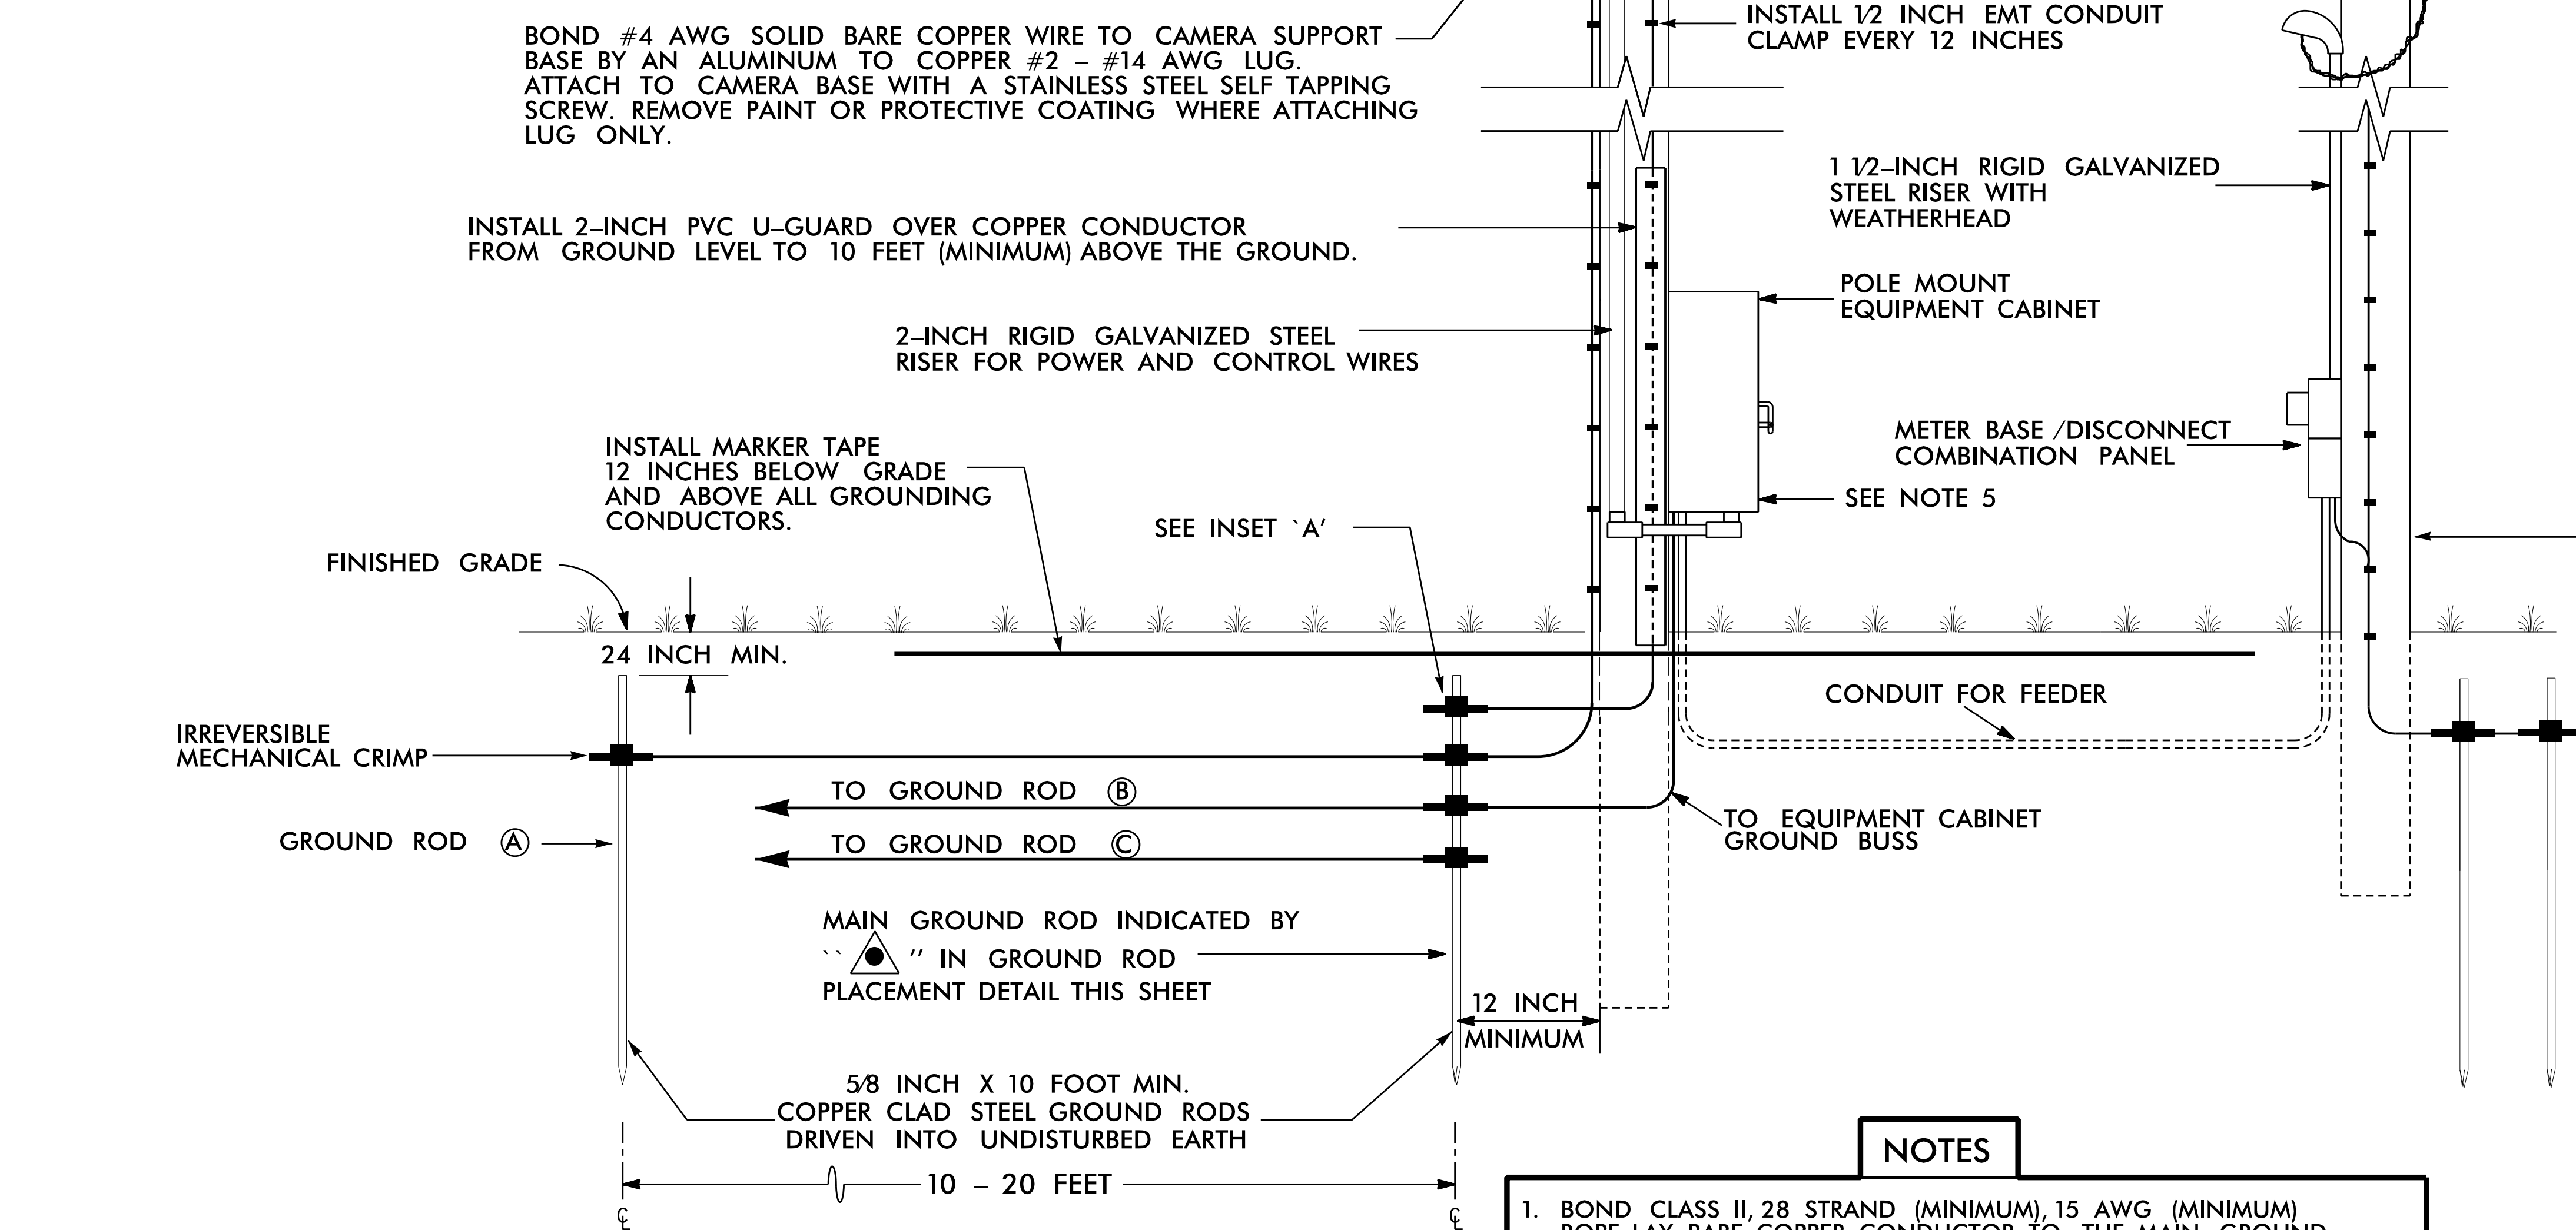 BOND #4 AWG SOLID BARE COPPER WIRE TO CAMERA SUPPORT
BASE BY AN ALUMINUM TO COPPER #2 – #14 AWG LUG.
ATTACH TO CAMERA BASE WITH A STAINLESS STEEL SELF TAPPING
SCREW. REMOVE PAINT OR PROTECTIVE COATING WHERE ATTACHING
LUG ONLY.
INSTALL 1/2 INCH EMT CONDUIT
CLAMP EVERY 12 INCHES
1 1/2–INCH RIGID GALVANIZED
STEEL RISER WITH
WEATHERHEAD
INSTALL 2–INCH PVC U–GUARD OVER COPPER CONDUCTOR
FROM GROUND LEVEL TO 10 FEET (MINIMUM) ABOVE THE GROUND.
POLE MOUNT
EQUIPMENT CABINET
2–INCH RIGID GALVANIZED STEEL
RISER FOR POWER AND CONTROL WIRES
METER BASE /DISCONNECT
COMBINATION PANEL
INSTALL MARKER TAPE
12 INCHES BELOW GRADE
AND ABOVE ALL GROUNDING
CONDUCTORS.
SEE NOTE 5
SEE INSET `A'
FINISHED GRADE
24 INCH MIN.
CONDUIT FOR FEEDER
IRREVERSIBLE
MECHANICAL CRIMP
TO GROUND ROD B
TO EQUIPMENT CABINET
GROUND BUSS
GROUND ROD A
TO GROUND ROD C
MAIN GROUND ROD INDICATED BY
`` '' IN GROUND ROD
PLACEMENT DETAIL THIS SHEET
12 INCH
MINIMUM
5/8 INCH X 10 FOOT MIN.
COPPER CLAD STEEL GROUND RODS
DRIVEN INTO UNDISTURBED EARTH
10 – 20 FEET
NOTES
1. BOND CLASS II, 28 STRAND (MINIMUM), 15 AWG (MINIMUM)
ROPE LAY BARE COPPER CONDUCTOR TO THE MAIN GROUND